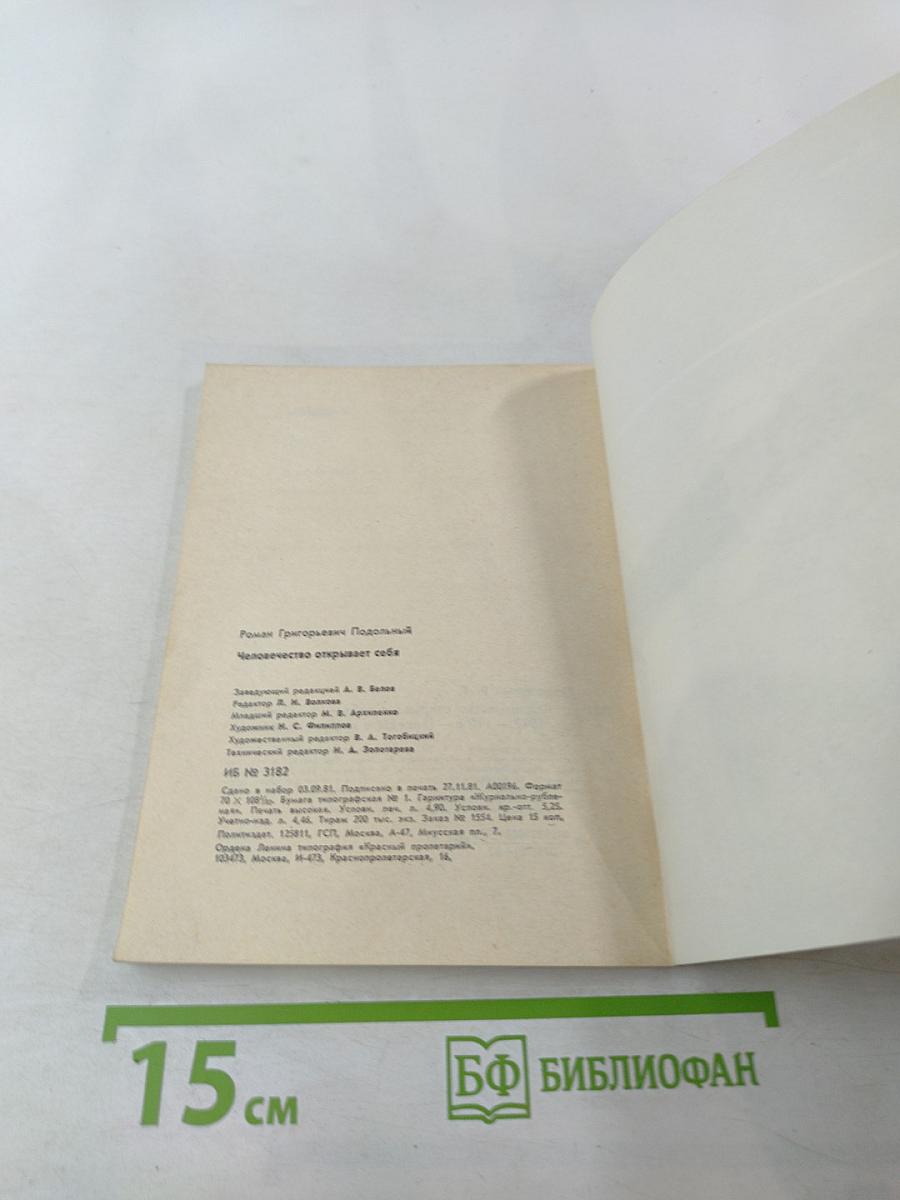 Роман Григорьевич Подольный
Человечество открывает себя
Заведующий редакцией А. В. Белов
Редактор Л. И. Волкова
Младший редактор М. В. Архипенко
Художник Н. С. Филиппов
Художественный редактор В. А. Тогобицкий
Технический редактор Н. А. Золотарева
ИБ № 3182
Сдано в набор 03.09.81. Подписано в печать 27.11.81. А00196. Формат
70 × 108¹/₃₂. Бумага типографская № 1. Гарнитура «Журнально-рубле-
ная». Печать высокая. Условн. печ. л. 4,90. Условн. кр.-отт. 5,25.
Учетно-изд. л. 4,46. Тираж 200 тыс. экз. Заказ № 1554. Цена 15 коп.
Политиздат. 125811, ГСП, Москва, А-47, Миусская пл., 7.
Ордена Ленина типография «Красный пролетарий».
103473, Москва, И-473, Краснопролетарская, 16.
15 см
БФ БИБЛИОФАН